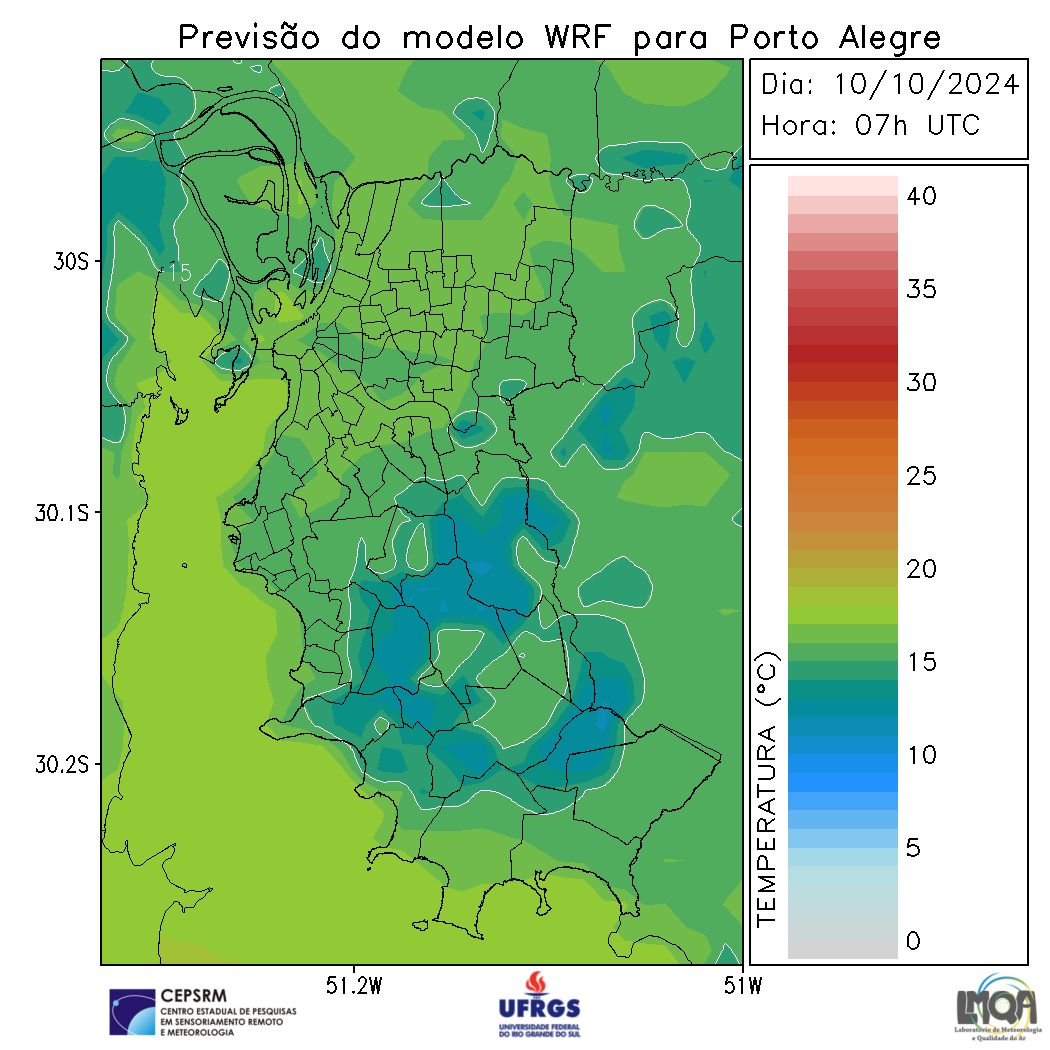 Previsão do modelo WRF para Porto Alegre
Dia: 10/10/2024
Hora: 07h UTC
40
35
30
25
20
15
10
5
0
TEMPERATURA (°C)
30S
30.1S
30.2S
15
51.2W
51W
CEPSRM
CENTRO ESTADUAL DE PESQUISAS
EM SENSORIAMENTO REMOTO
E METEOROLOGIA
UFRGS
UNIVERSIDADE FEDERAL
DO RIO GRANDE DO SUL
LMQA
Laboratório de Meteorologia
e Qualidade do Ar